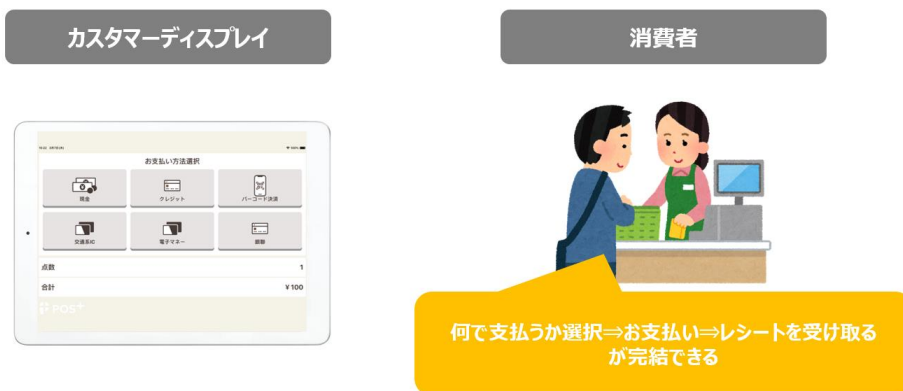 カスタマーディスプレイ
消費者
お支払い方法選択
現金
クレジット
バーコード決済
交通系IC
電子マネー
銀聯
点数
1
合計
¥100
POS+
何で支払うか選択⇒お支払い⇒レシートを受け取る
が完結できる